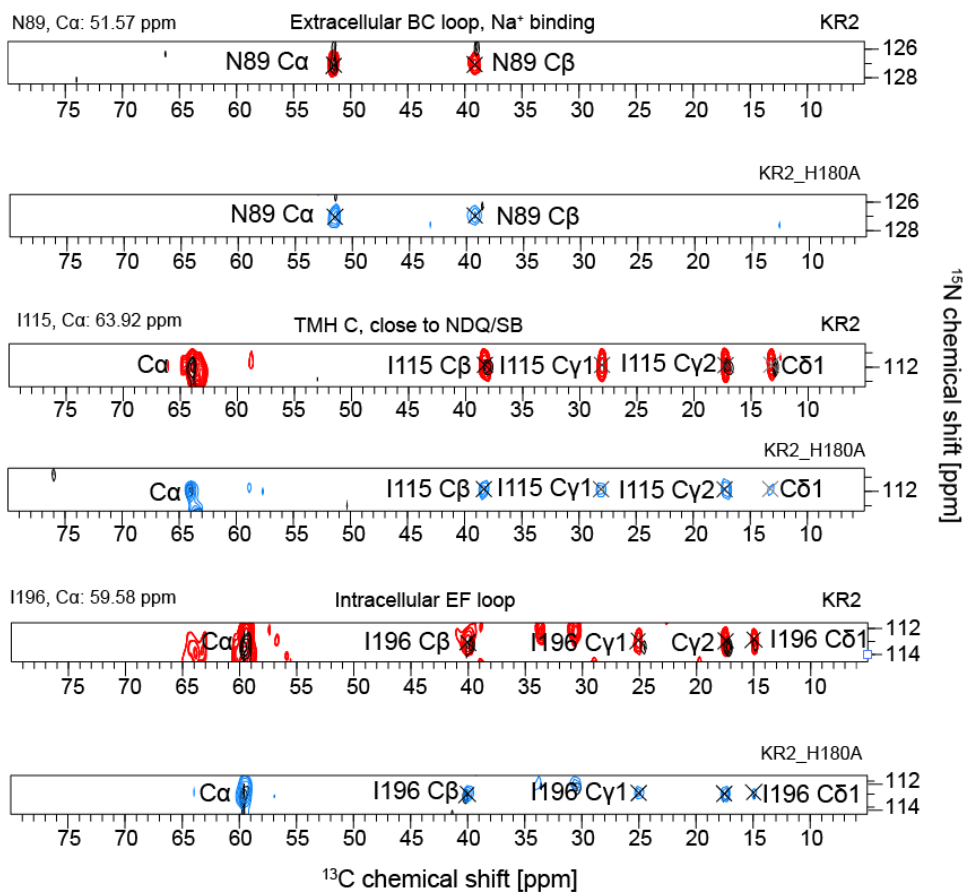 N89, Cα: 51.57 ppm Extracellular BC loop, Na⁺ binding KR2
N89 Cα N89 Cβ 126
128
75 70 65 60 55 50 45 40 35 30 25 20 15 10
KR2_H180A
N89 Cα N89 Cβ 126
128
75 70 65 60 55 50 45 40 35 30 25 20 15 10
I115, Cα: 63.92 ppm TMH C, close to NDQ/SB KR2
Cα I115 Cβ I115 Cγ1 I115 Cγ2 Cδ1 112
75 70 65 60 55 50 45 40 35 30 25 20 15 10
KR2_H180A
Cα I115 Cβ I115 Cγ1 I115 Cγ2 Cδ1 112
75 70 65 60 55 50 45 40 35 30 25 20 15 10
I196, Cα: 59.58 ppm Intracellular EF loop KR2
Cα I196 Cβ I196 Cγ1 Cγ2 I196 Cδ1 112
114
75 70 65 60 55 50 45 40 35 30 25 20 15 10
KR2_H180A
Cα I196 Cβ I196 Cγ1 I196 Cδ1 112
114
75 70 65 60 55 50 45 40 35 30 25 20 15 10
¹³C chemical shift [ppm]
¹⁵N chemical shift [ppm]